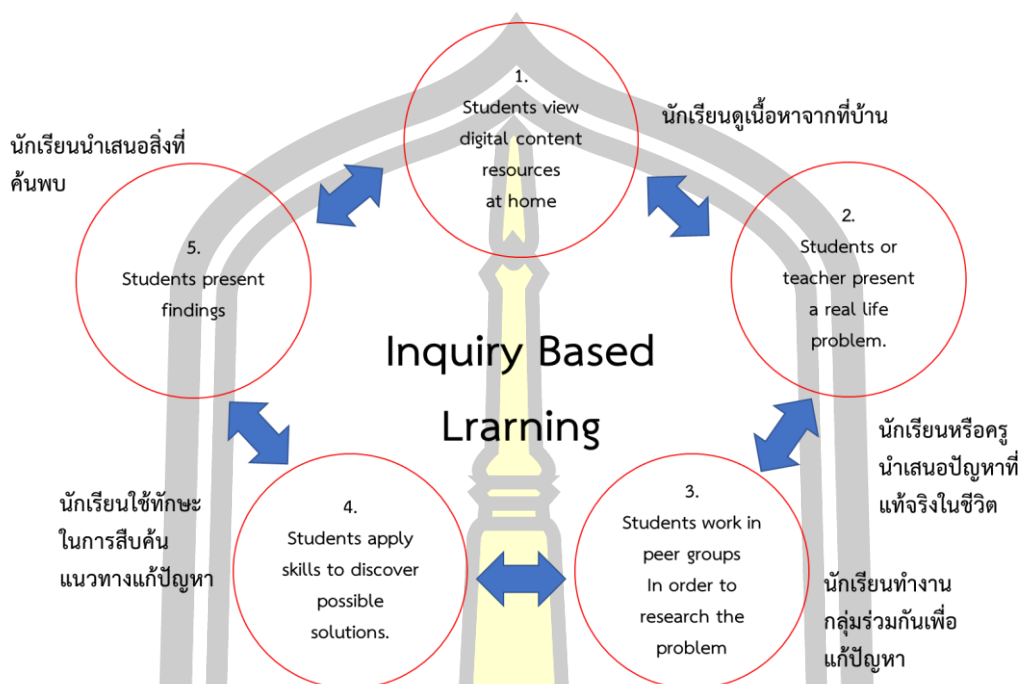 1.
Students view
digital content
resources
at home
นักเรียนดูเนื้อหาจากที่บ้าน
2.
Students or
teacher present
a real life
problem.
นักเรียนหรือครู
นำเสนอปัญหาที่
แท้จริงในชีวิต
3.
Students work in
peer groups
In order to
research the
problem
นักเรียนทำงาน
กลุ่มร่วมกันเพื่อ
แก้ปัญหา
4.
Students apply
skills to discover
possible
solutions.
นักเรียนใช้ทักษะ
ในการสืบค้น
แนวทางแก้ปัญหา
5.
Students present
findings
นักเรียนนำเสนอสิ่งที่
ค้นพบ
Inquiry Based
Lrarning